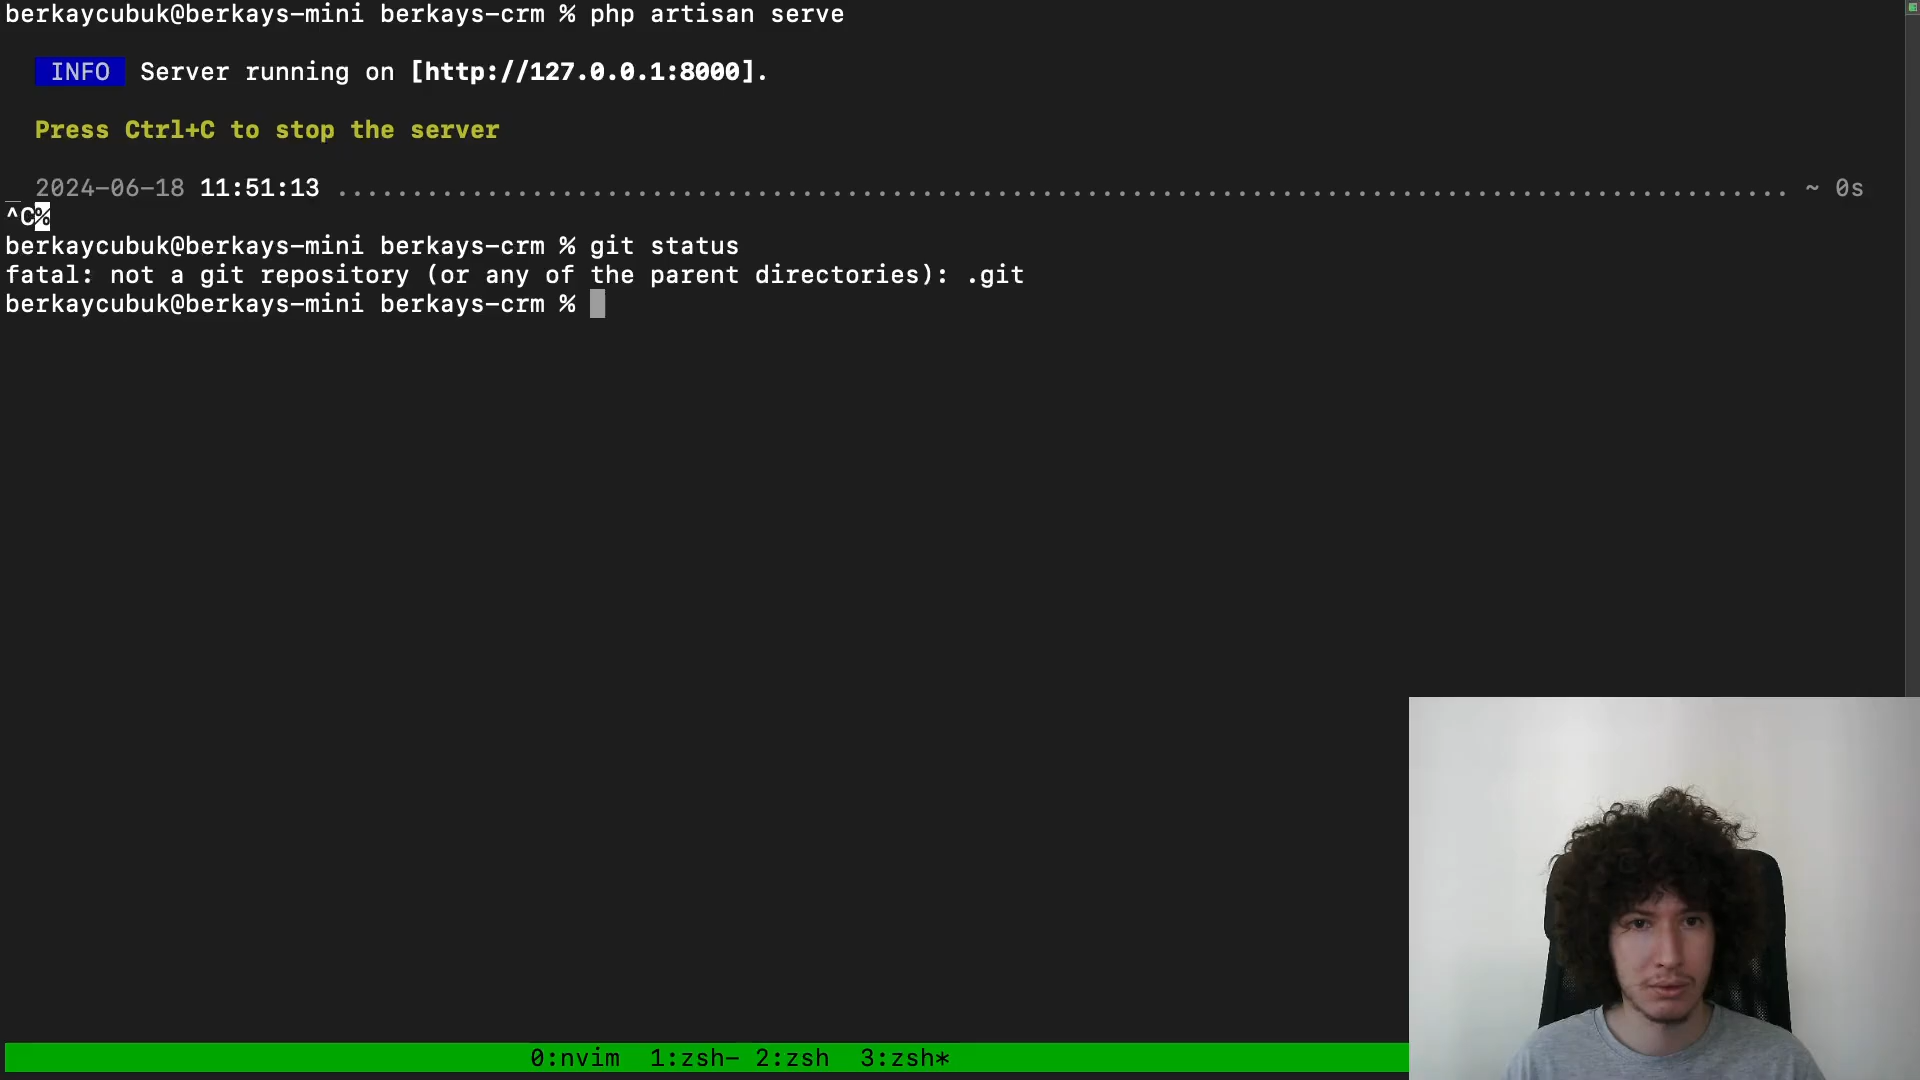 berkaycubuk@berkays-mini berkays-crm % php artisan serve
INFO Server running on [http://127.0.0.1:8000].
Press Ctrl+C to stop the server
2024-06-18 11:51:13 ................................................................................................. ~ 0s
^C%
berkaycubuk@berkays-mini berkays-crm % git status
fatal: not a git repository (or any of the parent directories): .git
berkaycubuk@berkays-mini berkays-crm %
0:nvim 1:zsh- 2:zsh 3:zsh*